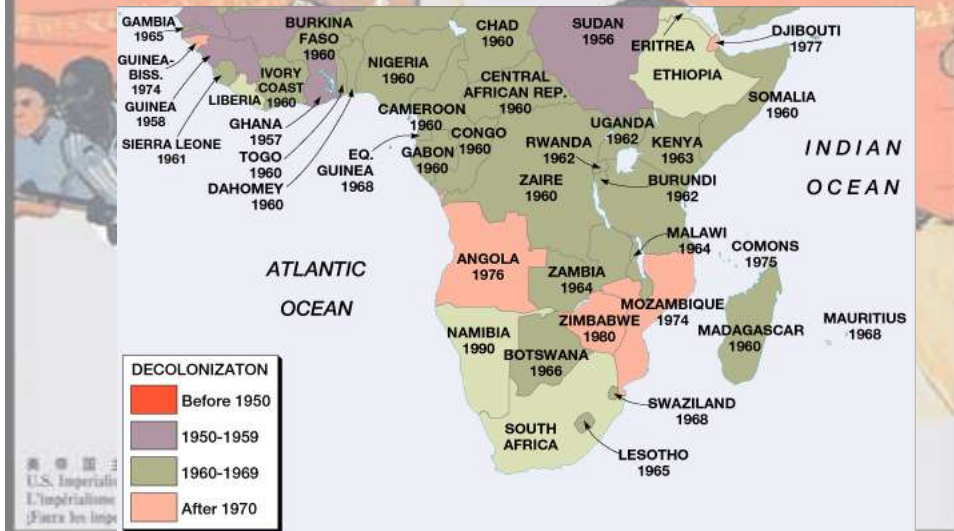 GAMBIA
1965
GUINEA-
BISS.
1974
GUINEA
1958
SIERRA LEONE
1961
LIBERIA
BURKINA
FASO
1960
IVORY
COAST
1960
GHANA
1957
TOGO
1960
DAHOMEY
1960
NIGERIA
1960
CHAD
1960
CENTRAL
AFRICAN REP.
1960
CAMEROON
1960
EQ.
GUINEA
1968
GABON
1960
CONGO
1960
SUDAN
1956
ERITREA
DJIBOUTI
1977
ETHIOPIA
SOMALIA
1960
UGANDA
1962
KENYA
1963
RWANDA
1962
BURUNDI
1962
ZAIRE
1960
INDIAN
OCEAN
ATLANTIC
OCEAN
ANGOLA
1976
ZAMBIA
1964
MALAWI
1964
COMONS
1975
MOZAMBIQUE
1974
ZIMBABWE
1980
MADAGASCAR
1960
MAURITIUS
1968
NAMIBIA
1990
BOTSWANA
1966
SWAZILAND
1968
SOUTH
AFRICA
LESOTHO
1965
DECOLONIZATON
Before 1950
1950-1959
1960-1969
After 1970
美 帝 国
U.S.
L'impérialisme
¡Fuera los